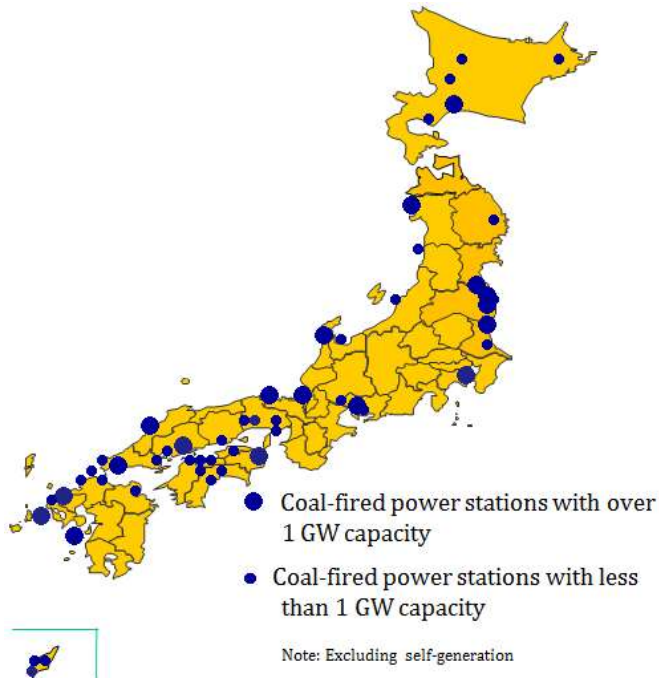 Coal-fired power stations with over
1 GW capacity
Coal-fired power stations with less
than 1 GW capacity
Note: Excluding self-generation